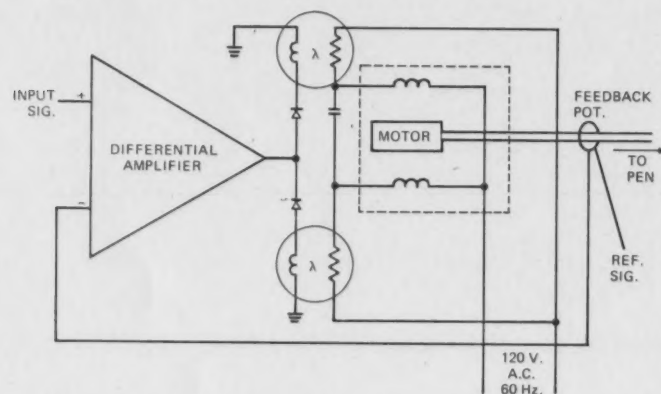 INPUT
SIG.
+
−
DIFFERENTIAL
AMPLIFIER
λ
λ
MOTOR
FEEDBACK
POT.
TO
PEN
REF.
SIG.
120 V.
A.C.
60 Hz.